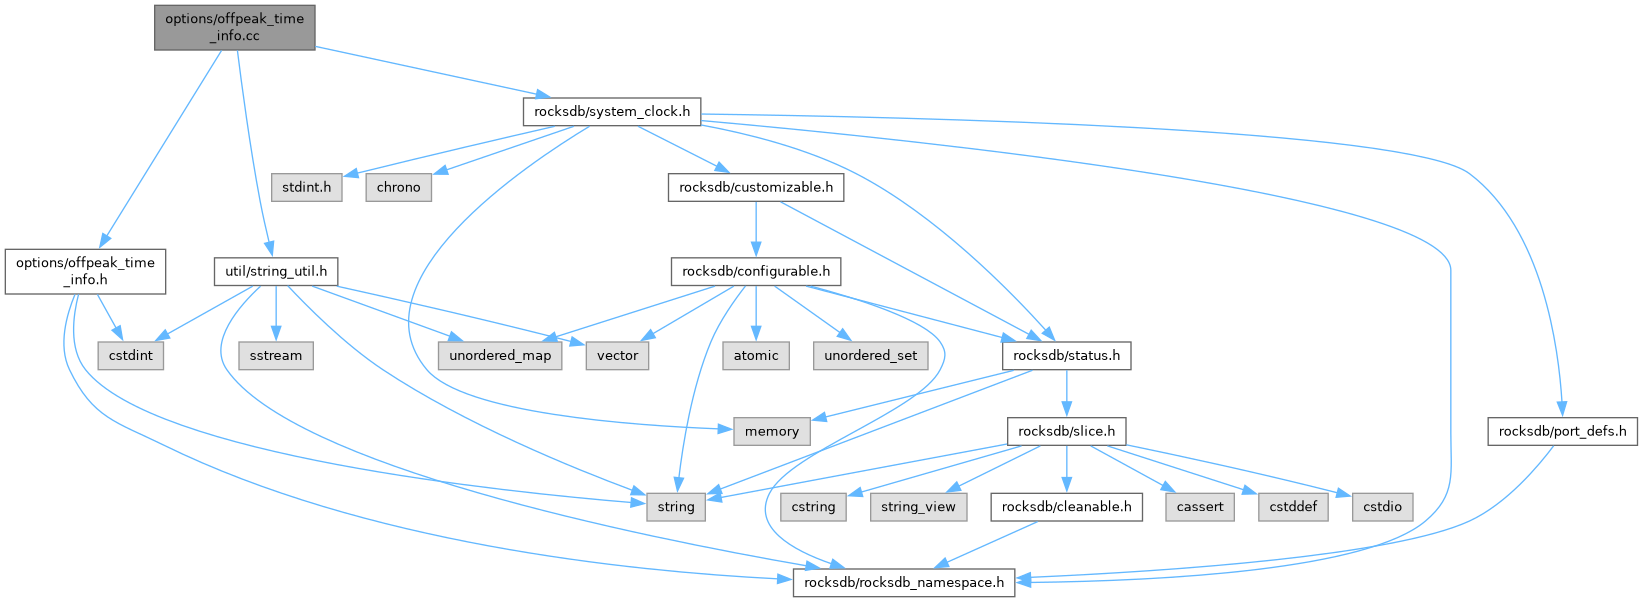 options/offpeak_time
_info.cc
rocksdb/system_clock.h
stdint.h
chrono
rocksdb/customizable.h
options/offpeak_time
_info.h
util/string_util.h
rocksdb/configurable.h
cstdint
sstream
unordered_map
vector
atomic
unordered_set
rocksdb/status.h
memory
rocksdb/slice.h
rocksdb/port_defs.h
string
cstring
string_view
rocksdb/cleanable.h
cassert
cstddef
cstdio
rocksdb/rocksdb_namespace.h